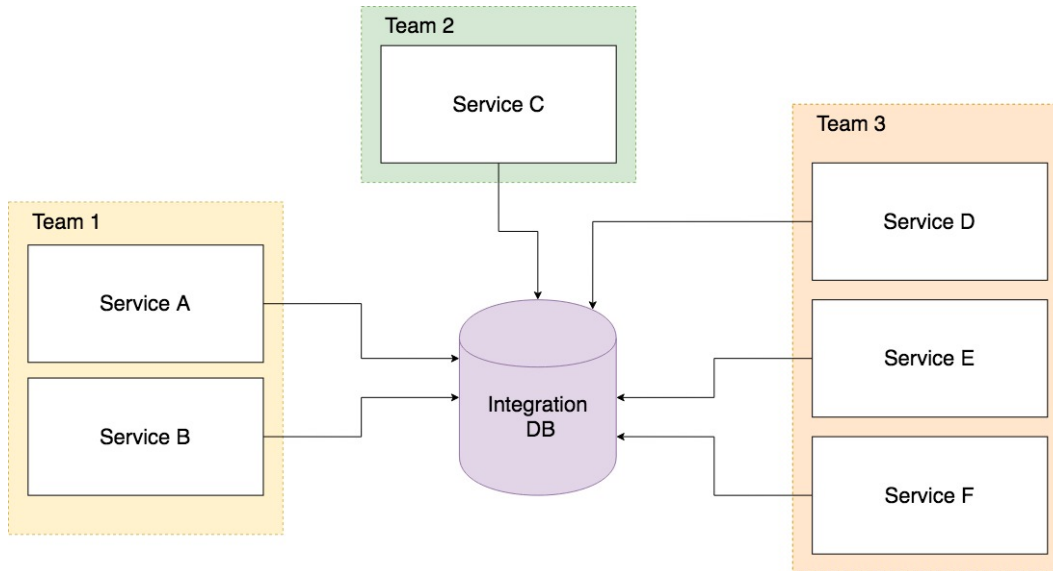 Team 2
Service C
Team 3
Service D
Team 1
Service A
Service E
Integration
DB
Service B
Service F